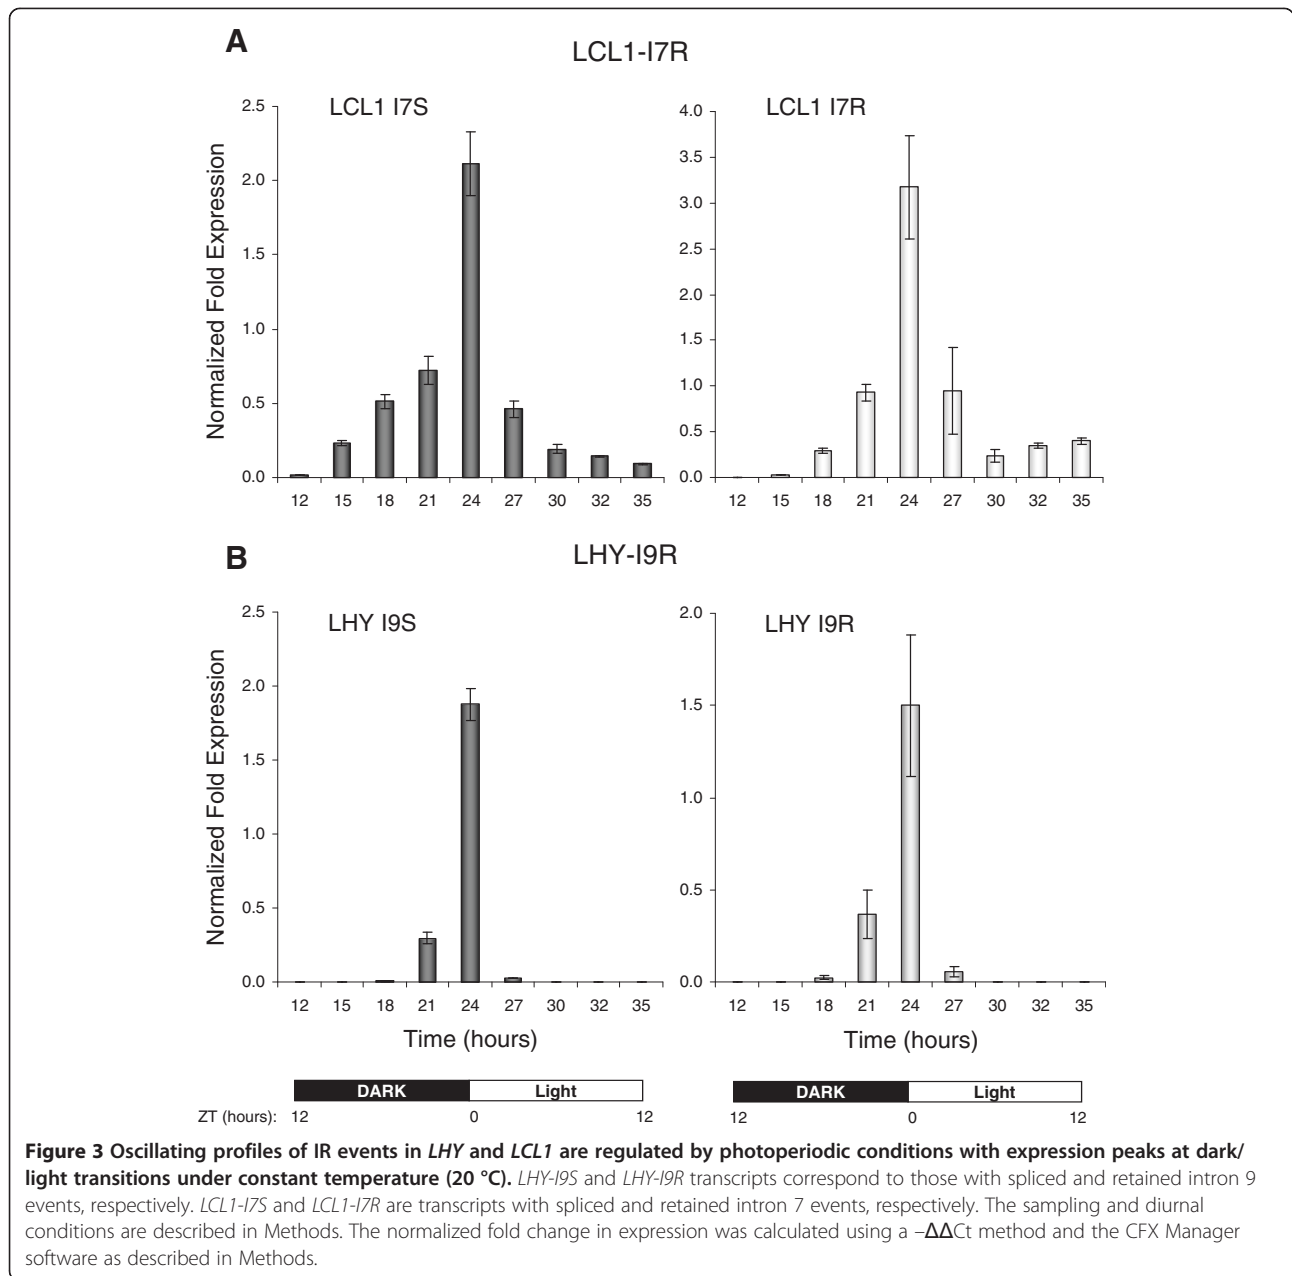 A
LCL1-I7R
LCL1 I7S
Normalized Fold Expression
2.5
2.0
1.5
1.0
0.5
0.0
12 15 18 21 24 27 30 32 35
LCL1 I7R
4.0
3.5
3.0
2.5
2.0
1.5
1.0
0.5
0.0
12 15 18 21 24 27 30 32 35
B
LHY-I9R
LHY I9S
Normalized Fold Expression
2.5
2.0
1.5
1.0
0.5
0.0
12 15 18 21 24 27 30 32 35
Time (hours)
LHY I9R
2.0
1.5
1.0
0.5
0.0
12 15 18 21 24 27 30 32 35
Time (hours)
DARK Light
ZT (hours): 12 0 12
DARK Light
12 0 12
Figure 3 Oscillating profiles of IR events in LHY and LCL1 are regulated by photoperiodic conditions with expression peaks at dark/
light transitions under constant temperature (20 °C). LHY-I9S and LHY-I9R transcripts correspond to those with spliced and retained intron 9
events, respectively. LCL1-I7S and LCL1-I7R are transcripts with spliced and retained intron 7 events, respectively. The sampling and diurnal
conditions are described in Methods. The normalized fold change in expression was calculated using a –ΔΔCt method and the CFX Manager
software as described in Methods.